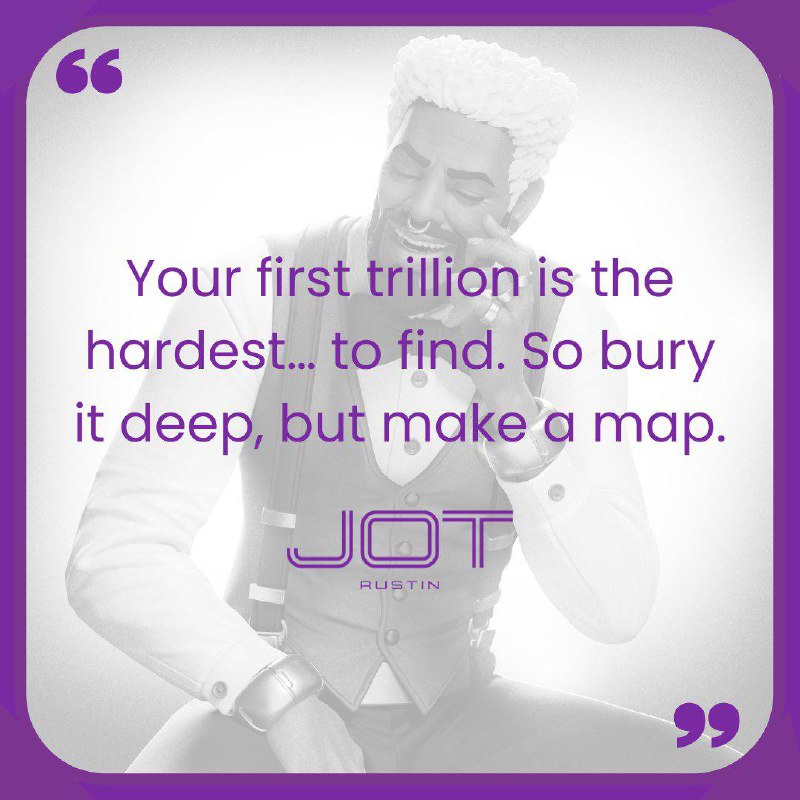 “
Your first trillion is the
hardest... to find. So bury
it deep, but make a map.
JOT
RUSTIN
”